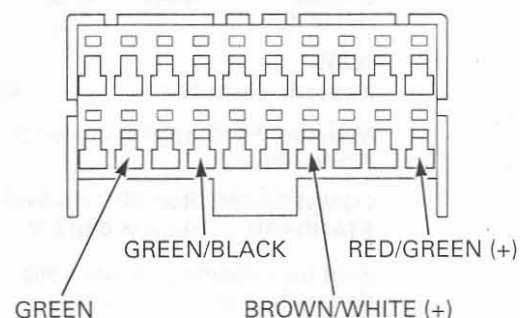 GREEN/BLACK
RED/GREEN (+)
GREEN
BROWN/WHITE (+)